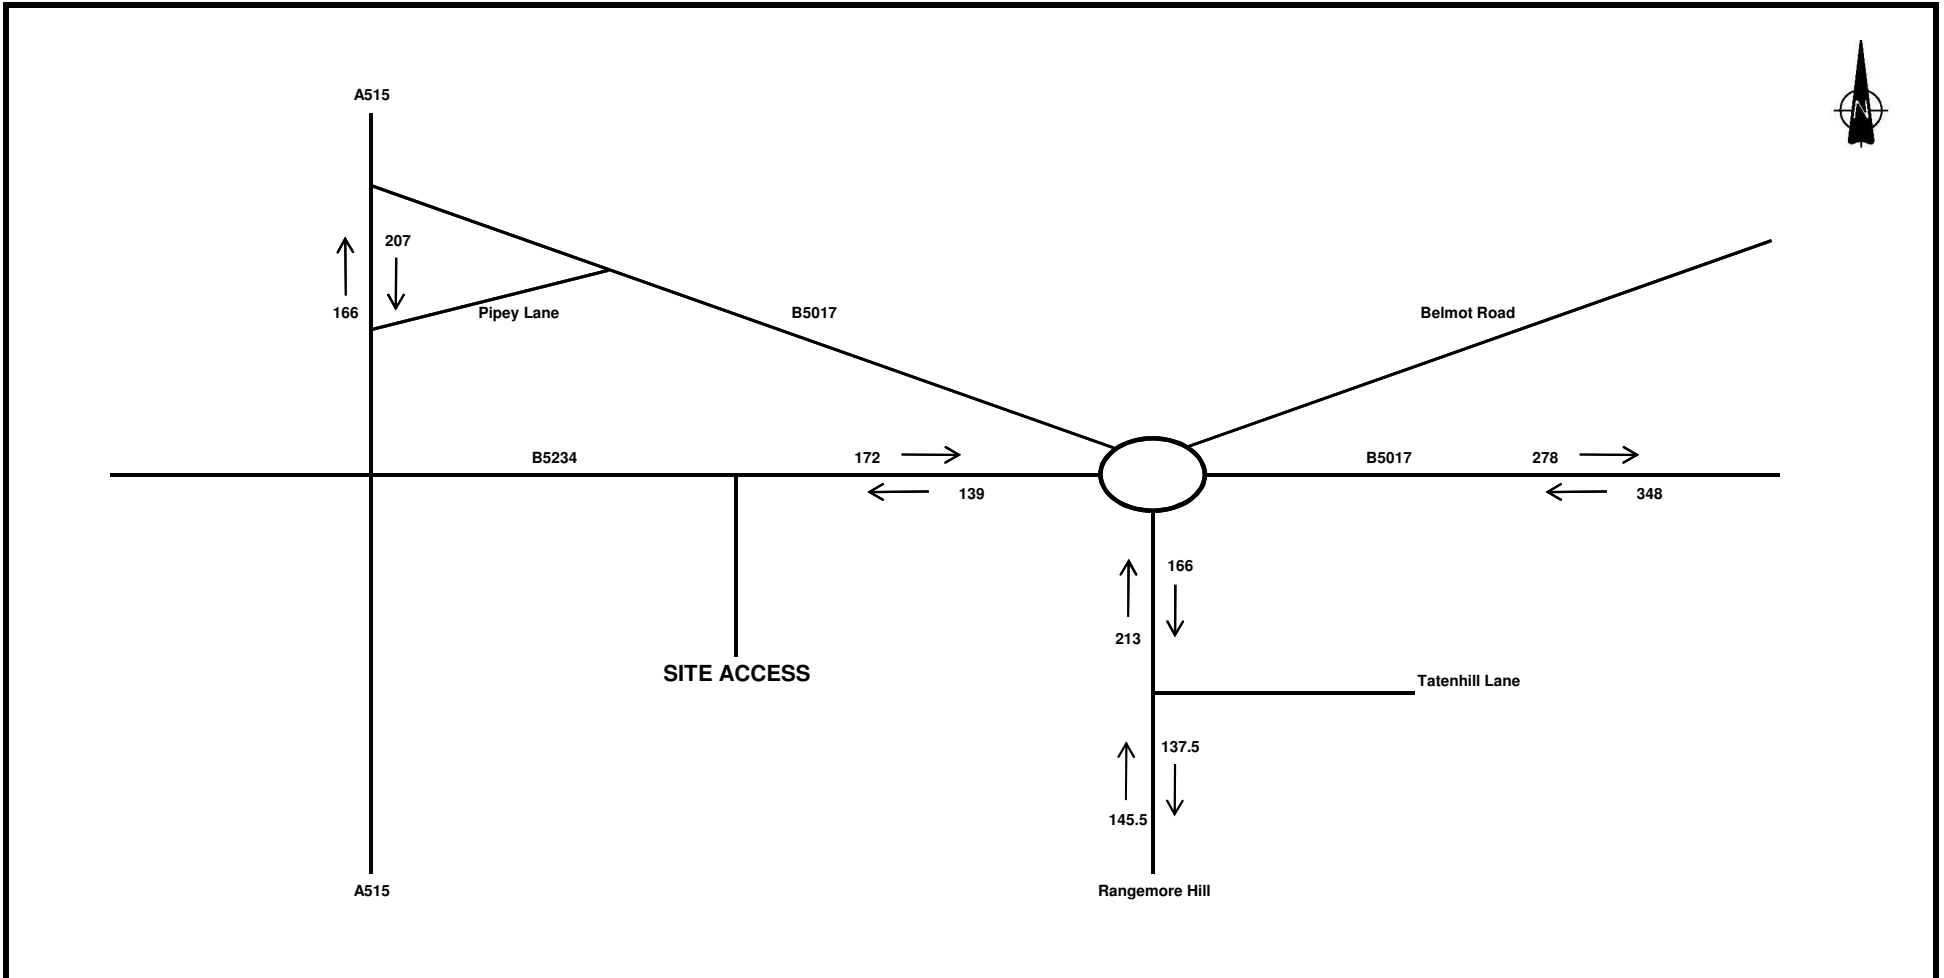 A515
N
207
166
Pipey Lane
B5017
Belmot Road
B5234
172
B5017
278
139
348
166
213
SITE ACCESS
Tatenhill Lane
137.5
145.5
A515
Rangemore Hill